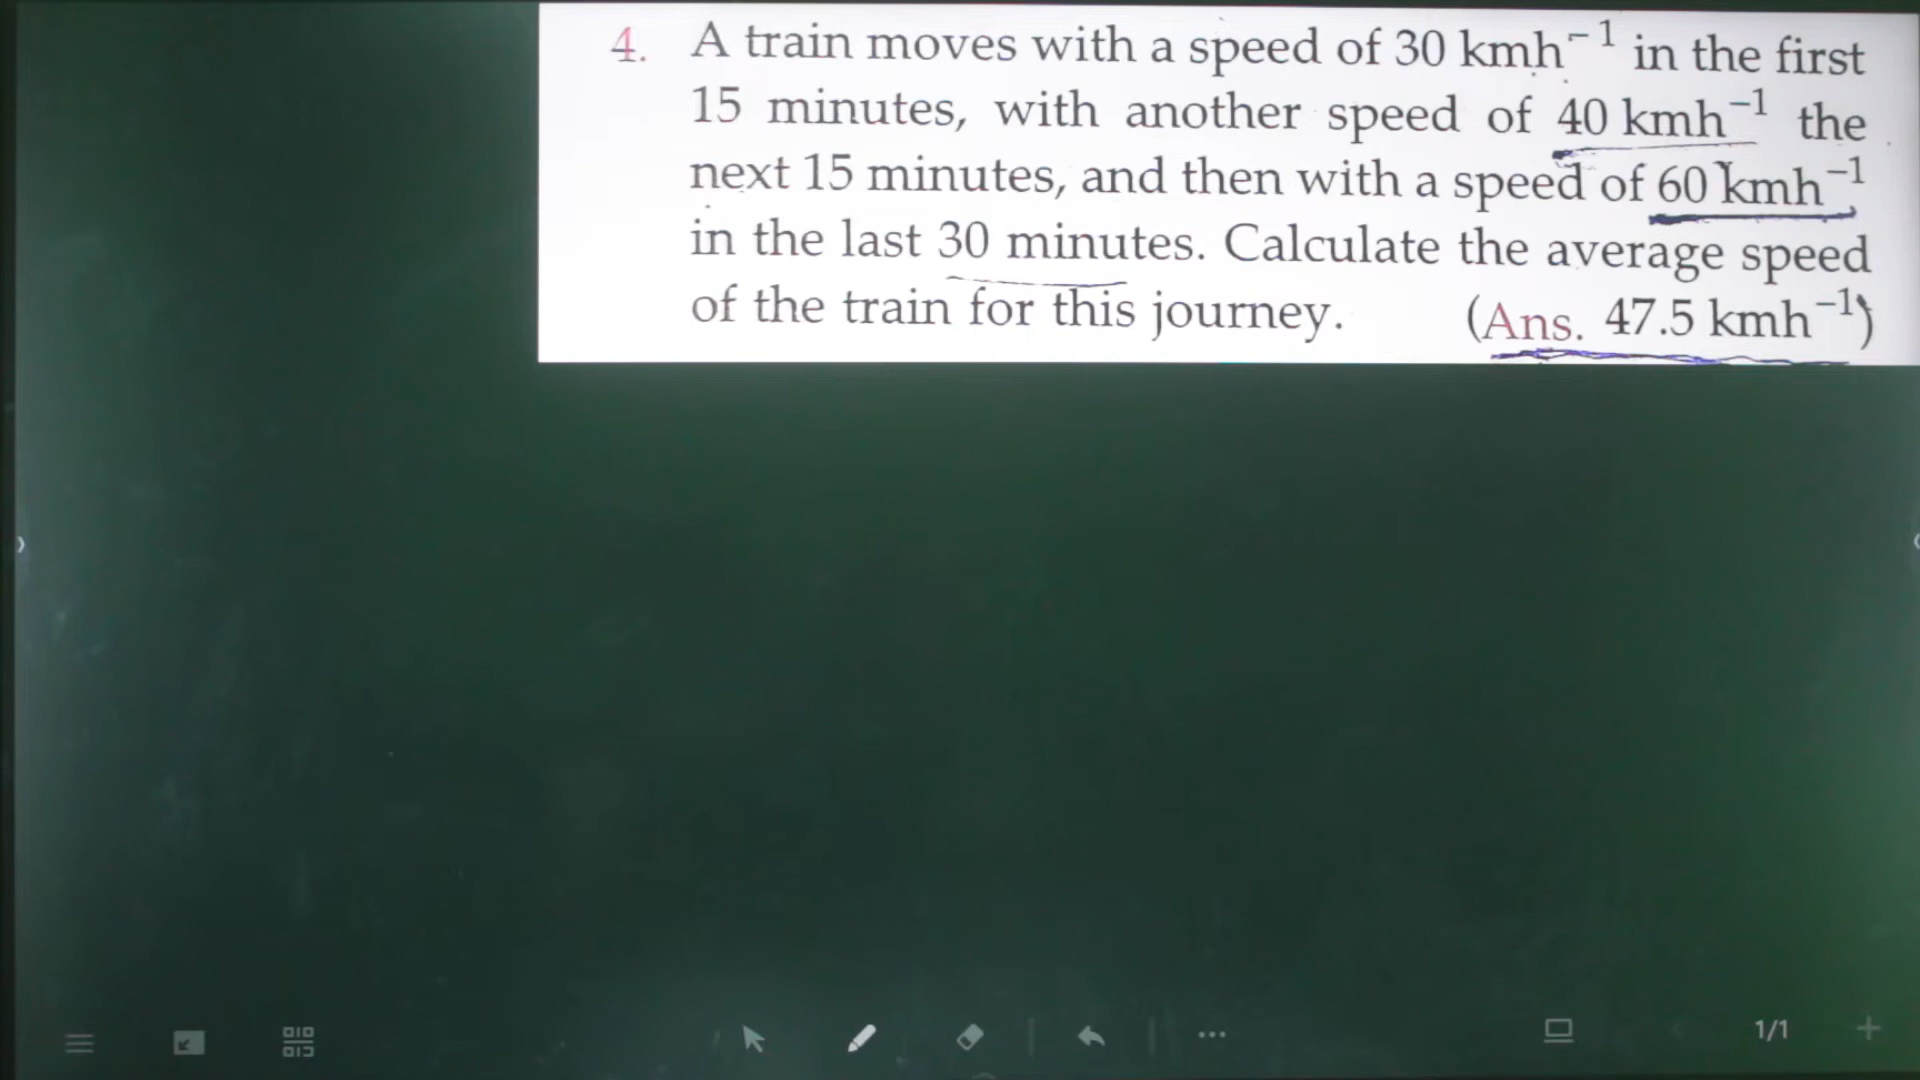 4. A train moves with a speed of 30 kmh⁻¹ in the first
15 minutes, with another speed of 40 kmh⁻¹ the
next 15 minutes, and then with a speed of 60 kmh⁻¹
in the last 30 minutes. Calculate the average speed
of the train for this journey. (Ans. 47.5 kmh⁻¹)
1/1